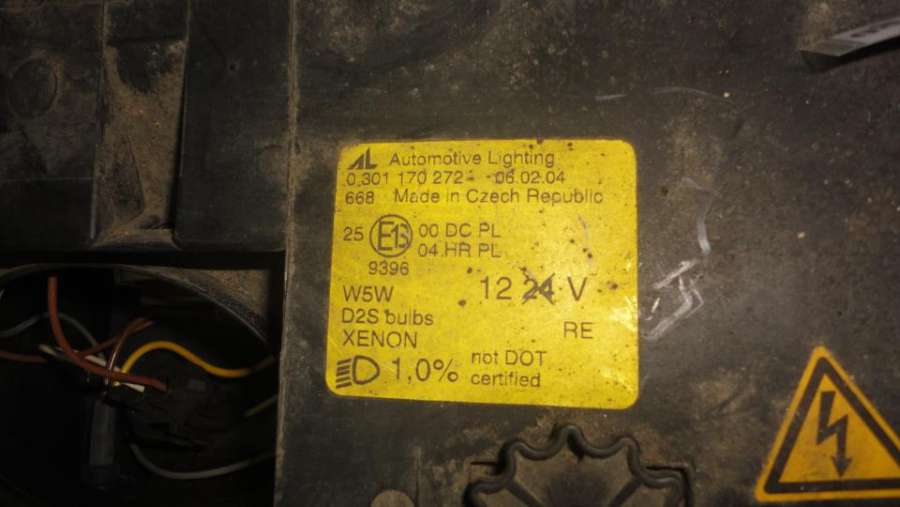 AL Automotive Lighting
0 301 170 272 06.02.04
668 Made in Czech Republic
25 E13 00 DC PL
04 HR PL
9396
W5W 12 24 V
D2S bulbs RE
XENON
1,0% not DOT
certified